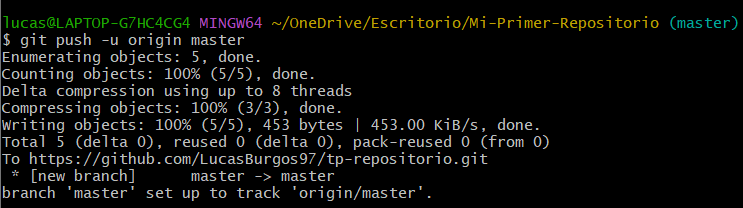 lucas@LAPTOP-G7HC4CG4 MINGW64 ~/OneDrive/Escritorio/Mi-Primer-Repositorio (master)
$ git push -u origin master
Enumerating objects: 5, done.
Counting objects: 100% (5/5), done.
Delta compression using up to 8 threads
Compressing objects: 100% (3/3), done.
Writing objects: 100% (5/5), 453 bytes | 453.00 KiB/s, done.
Total 5 (delta 0), reused 0 (delta 0), pack-reused 0 (from 0)
To https://github.com/LucasBurgos97/tp-repositorio.git
 * [new branch]      master -> master
branch 'master' set up to track 'origin/master'.